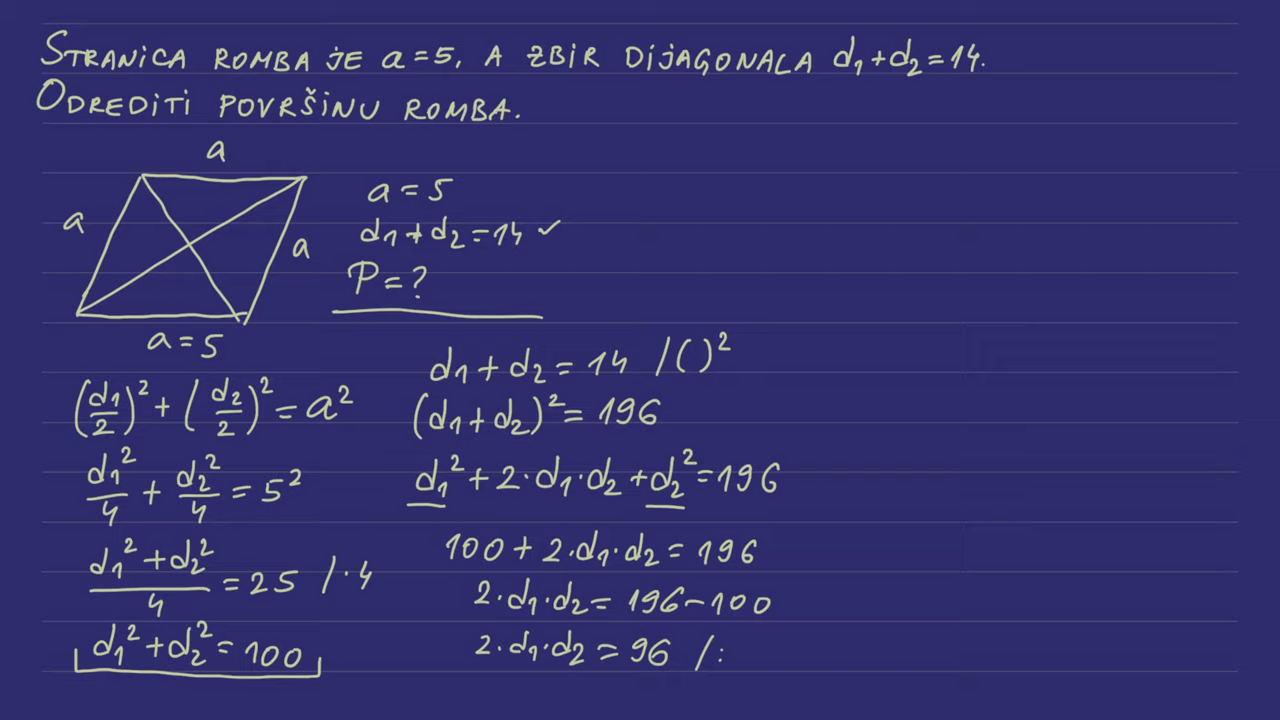 STRANiCA ROMBA JE a=5, A ZBIR DIJAGONALA d₁+d₂=14.
ODREDiTi POVRŠiNU ROMBA.
a
a
a
a=5
a=5
d₁+d₂=14 ✓
P=?
(d₁/2)²+(d₂/2)²=a²
d₁²/4+d₂²/4=5²
(d₁²+d₂²)/4=25 /·4
d₁²+d₂²=100
d₁+d₂=14 /( )²
(d₁+d₂)²=196
d₁²+2·d₁·d₂+d₂²=196
100+2·d₁·d₂=196
2·d₁·d₂=196-100
2·d₁·d₂=96 /: